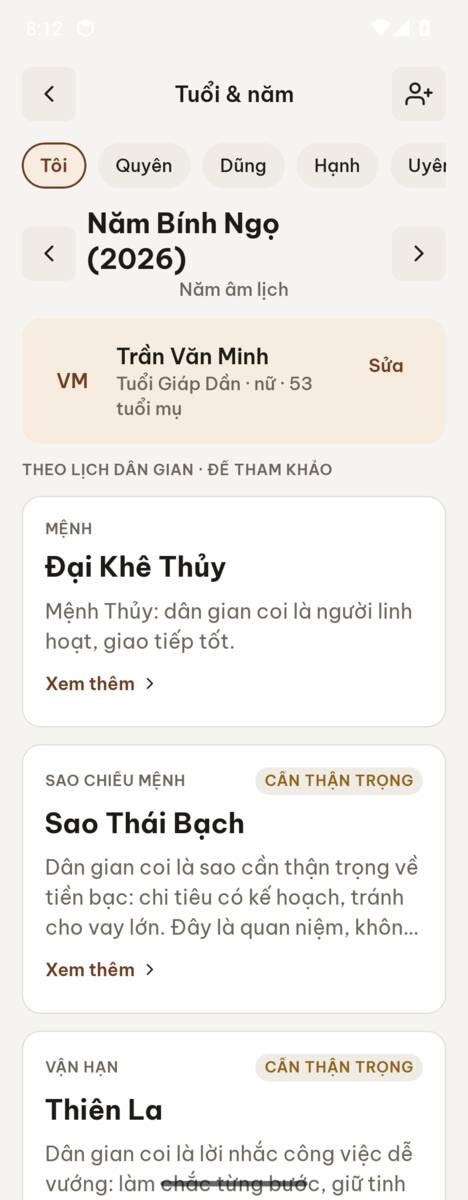 8:12
Tuổi & năm
Tôi
Quyên
Dũng
Hạnh
Năm Bính Ngọ
(2026)
Năm âm lịch
VM
Trần Văn Minh
Tuổi Giáp Dần · nữ · 53
tuổi mụ
Sửa
THEO LỊCH DÂN GIAN · ĐỂ THAM KHẢO
MỆNH
Đại Khê Thủy
Mệnh Thủy: dân gian coi là người linh
hoạt, giao tiếp tốt.
Xem thêm
SAO CHIẾU MỆNH
CẦN THẬN TRỌNG
Sao Thái Bạch
Dân gian coi là sao cần thận trọng về
tiền bạc: chi tiêu có kế hoạch, tránh
cho vay lớn. Đây là quan niệm, khôn...
Xem thêm
VẬN HẠN
CẦN THẬN TRỌNG
Thiên La
Dân gian coi là lời nhắc công việc dễ
vướng: làm chắc từng bước, giữ tinh